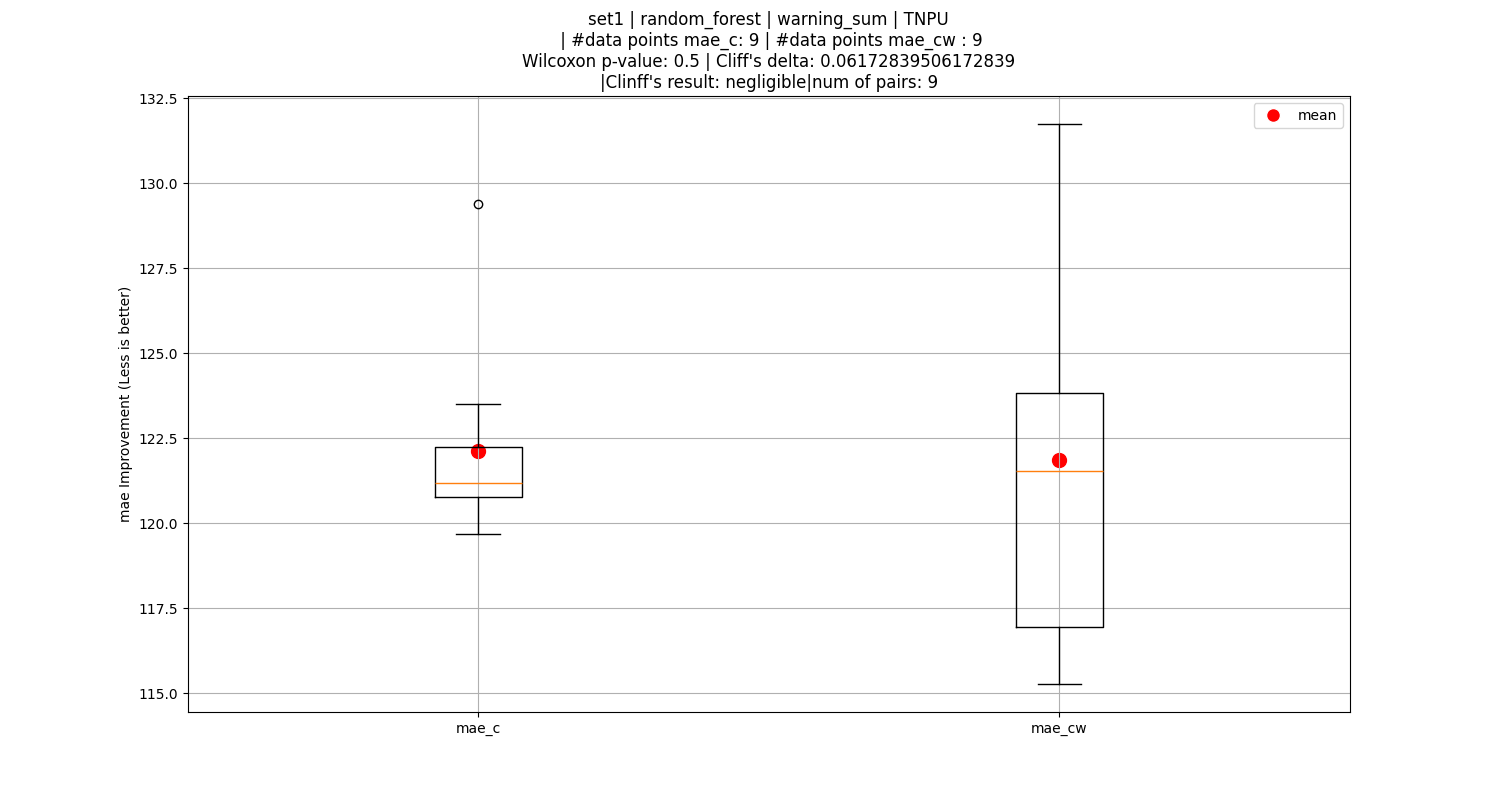 set1 | random_forest | warning_sum | TNPU
| #data points mae_c: 9 | #data points mae_cw : 9
Wilcoxon p-value: 0.5 | Cliff's delta: 0.06172839506172839
|Clinff's result: negligible|num of pairs: 9
mean
mae Improvement (Less is better)
132.5
130.0
127.5
125.0
122.5
120.0
117.5
115.0
mae_c
mae_cw